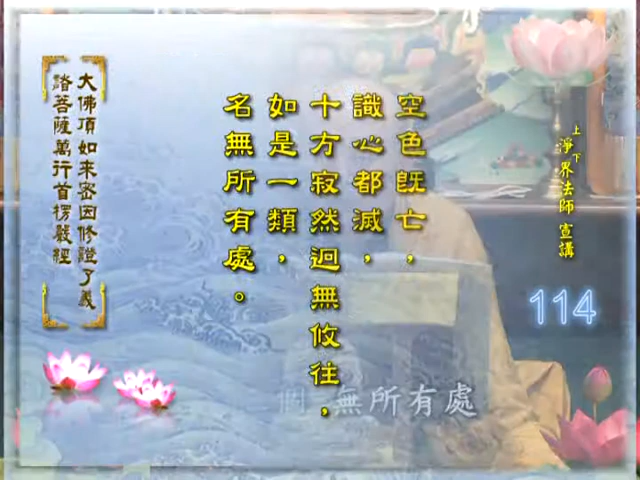 空色既亡，
識心都滅，
十方寂然迥無攸往，
如是一類，
名無所有處。
上淨下界法師 宣講
114
大佛頂如來密因修證了義
諸菩薩萬行首楞嚴經
個 無所有處